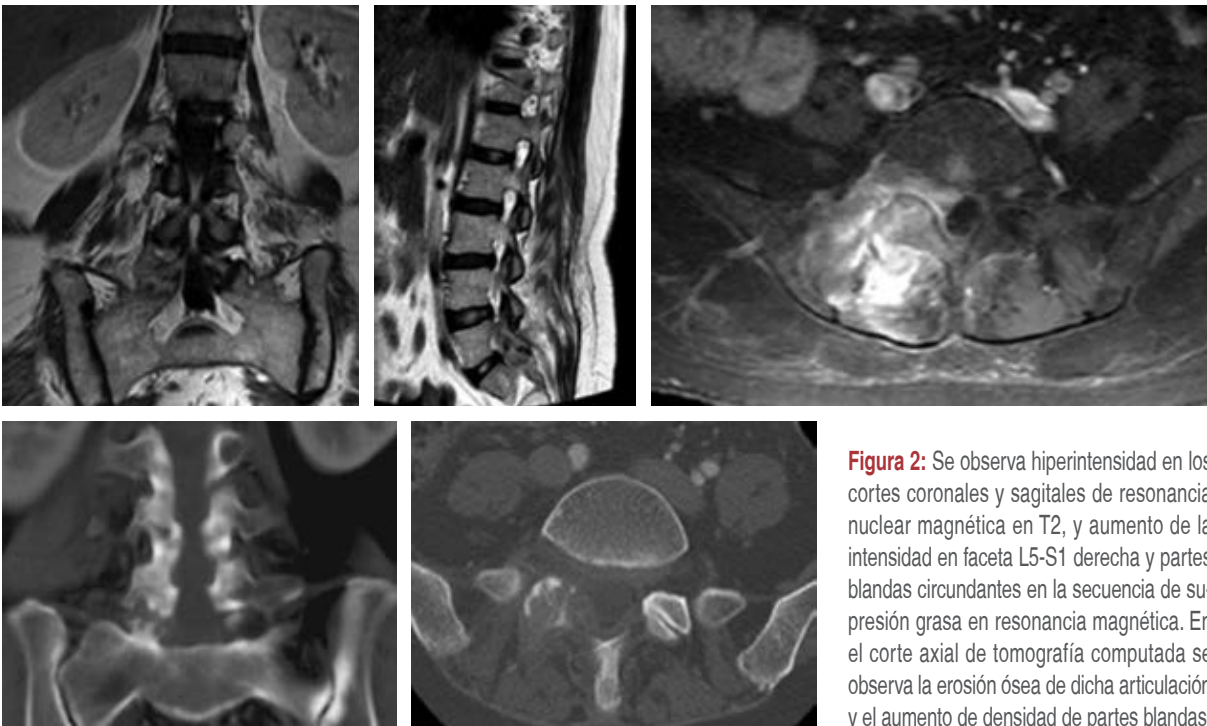 Figura 2: Se observa hiperintensidad en los
cortes coronales y sagitales de resonancia
nuclear magnética en T2, y aumento de la
intensidad en faceta L5-S1 derecha y partes
blandas circundantes en la secuencia de su-
presión grasa en resonancia magnética. En
el corte axial de tomografía computada se
observa la erosión ósea de dicha articulación
y el aumento de densidad de partes blandas.